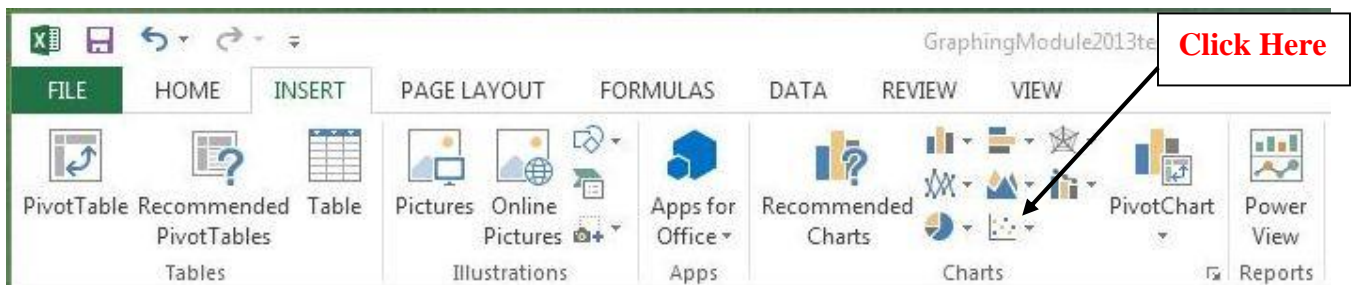 GraphingModule2013te
Click Here
FILE HOME INSERT PAGE LAYOUT FORMULAS DATA REVIEW VIEW
PivotTable Recommended Table Pictures Online Apps for Recommended PivotChart Power
PivotTables Pictures Office Charts View
Tables Illustrations Apps Charts Reports